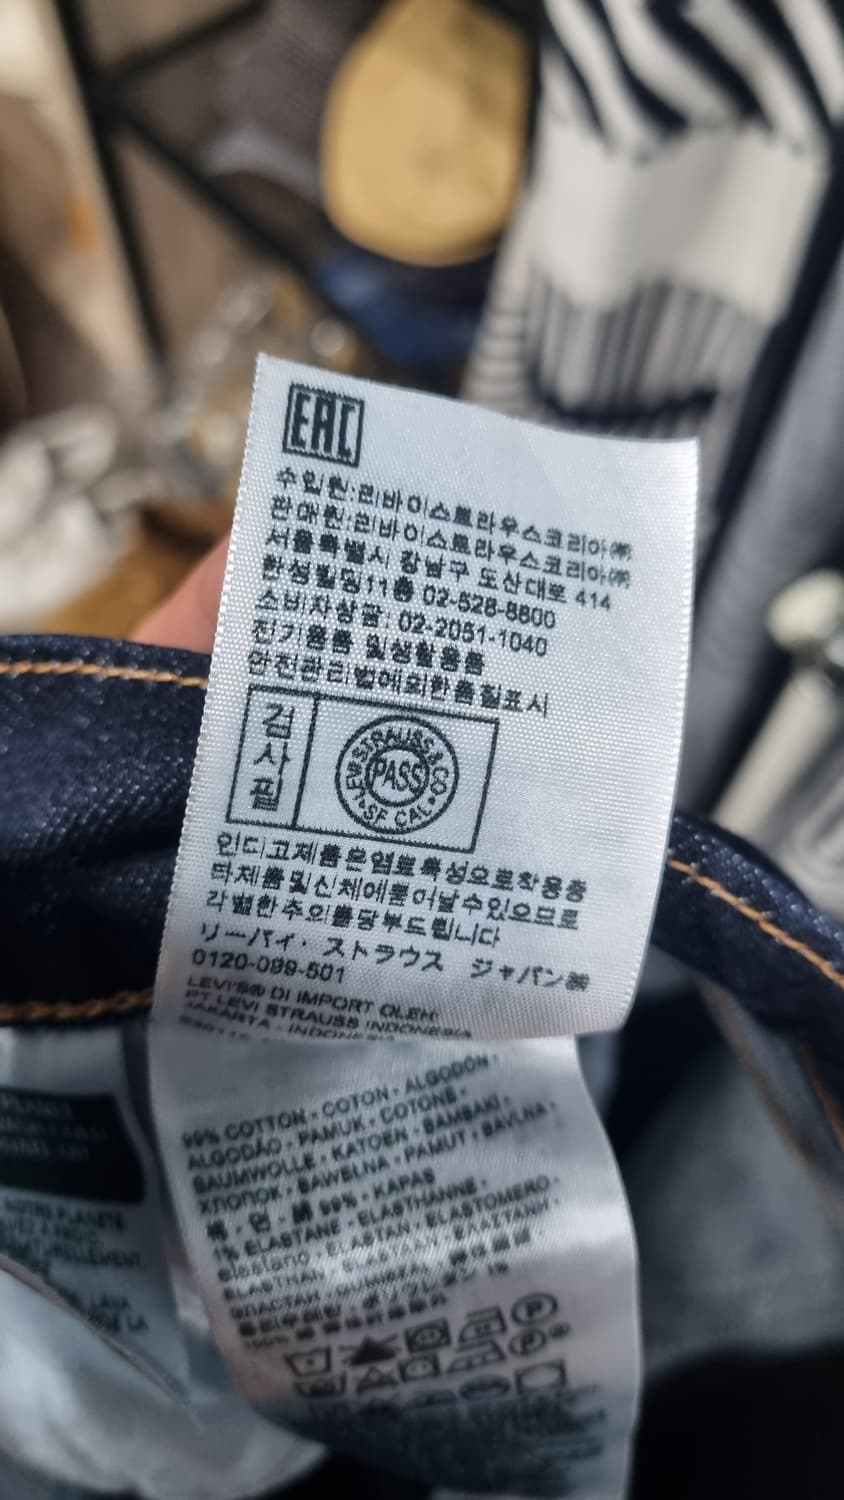 EAC
수입원:리바이스트라우스코리아㈜
판매원:리바이스트라우스코리아㈜
서울특별시 강남구 도산대로 414
한성빌딩11층 02-528-8800
소비자상담: 02-2051-1040
전기용품 및생활용품
안전관리법에의한품질표시
검사필
LEVI STRAUSS & CO
PASS
SF CAL
인디고제품은염료특성으로착용중
타제품및신체에묻어날수있으므로
각별한주의를당부드립니다
リーバイ・ストラウス ジャパン㈱
0120-099-501
LEVI'S® DI IMPORT OLEH:
PT LEVI STRAUSS INDONESIA
JAKARTA - INDONESIA
99% COTTON · COTON · ALGODÓN ·
ALGODÃO · PAMUK · COTONE ·
BAUMWOLLE · KATOEN · BAMBAKI ·
ХЛОПОК · BAWEŁNA · PAMUT · BAVLNA ·
棉 · 면 · 綿 99% · KAPAS
1% ELASTANE · ELASTHANNE ·
elastano · ELASTAN · ELASTOMERO ·